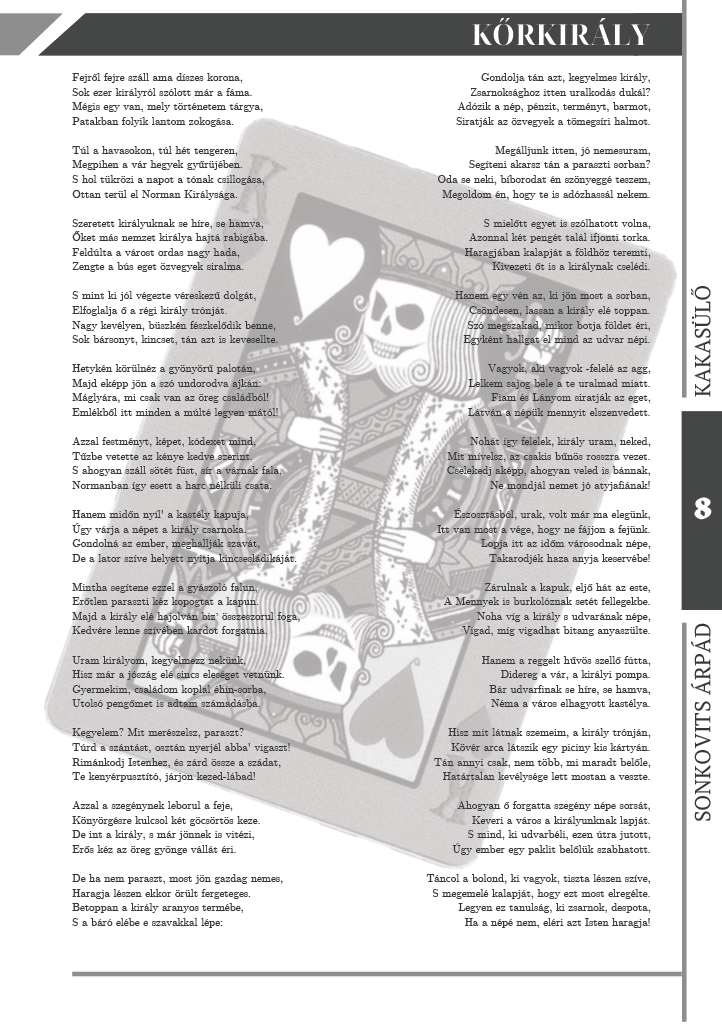 KŐRKIRÁLY
Fejről fejre száll ama díszes korona,
Sok ezer királyról szólott már a fáma.
Mégis egy van, mely történetem tárgya,
Patakban folyik lantom zokogása.
Túl a havasokon, túl hét tengeren,
Megpihen a vár hegyek gyűrűjében.
S hol tükrözi a napot a tónak csillogása,
Ottan terül el Norman Királysága.
Szeretett királyuknak se híre, se hamva,
Őket más nemzet királya hajtá rabigába.
Feldúlta a várost ordas nagy hada,
Zengte a bús eget özvegyek siralma.
S mint ki jól végezte véreskezű dolgát,
Elfoglalja ő a régi király trónját.
Nagy kevélyen, büszkén fészkelődik benne,
Sok bársonyt, kincset, tán azt is kevesellte.
Hetykén körülnéz a gyönyörű palotán,
Majd eképp jön a szó undorodva ajkán:
Máglyára, mi csak van az öreg családból!
Emlékből itt minden a múlté legyen mától!
Azzal festményt, képet, kódexet mind,
Tűzbe vetette az kénye kedve szerint.
S ahogyan száll sötét füst, sír a várnak fala,
Normanban így esett a harc nélküli csata.
Hanem midőn nyíl' a kastély kapuja,
Úgy várja a népet a király csarnoka.
Gondolná az ember, meghallják szavát,
De a lator szíve helyett nyitja kincsesládikáját.
Mintha segítene ezzel a gyászoló falun,
Erőtlen paraszti kéz kopogtat a kapun.
Majd a király elé hajolván biz' összeszorul foga,
Kedvére lenne szívében kardot forgatnia.
Uram királyom, kegyelmezz nekünk,
Hisz már a jószág elé sincs eleséget vetnünk.
Gyermekim, családom koplal éhín-sorba,
Utolsó pengőmet is adtam számadásba.
Kegyelem? Mit merészelsz, paraszt?
Túrd a szántást, osztán nyerjél abba' vigaszt!
Rimánkodj Istenhez, és zárd össze a szádat,
Te kenyérpusztító, járjon kezed-lábad!
Azzal a szegénynek leborul a feje,
Könyörgésre kulcsol két göcsörtös keze.
De int a király, s már jönnek is vitézi,
Erős kéz az öreg gyönge vállát éri.
De ha nem paraszt, most jön gazdag nemes,
Haragja lészen ekkor őrült fergeteges.
Betoppan a király aranyos termébe,
S a báró elébe e szavakkal lépe:
Gondolja tán azt, kegyelmes király,
Zsarnoksághoz itten uralkodás dukál?
Adózik a nép, pénzit, terményt, barmot,
Siratják az özvegyek a tömegsíri halmot.
Megálljunk itten, jó nemesuram,
Segíteni akarsz tán a paraszti sorban?
Oda se neki, bíborodat én szőnyeggé teszem,
Megoldom én, hogy te is adózhassál nekem.
S mielőtt egyet is szólhatott volna,
Azonnal két pengét talál ifjonti torka.
Haragjában kalapját a földhöz teremti,
Kivezeti őt is a királynak cselédi.
Hanem egy vén az, ki jön most a sorban,
Csöndesen, lassan a király elé toppan.
Szó megszakad, mikor botja földet éri,
Egyként hallgat el mind az udvar népi.
Vagyok, aki vagyok -felelé az agg,
Lelkem sajog bele a te uralmad miatt.
Fiam és Lányom siratják az eget,
Látván a népük mennyit elszenvedett.
Nohát így felelek, király uram, neked,
Mit mívelsz, az csakis bűnös rosszra vezet.
Cselekedj aképp, ahogyan veled is bánnak,
Ne mondjál nemet jó atyjafiának!
Észosztásból, urak, volt már ma elegünk,
Itt van most a vége, hogy ne fájjon a fejünk.
Lopja itt az időm városodnak népe,
Takarodjék haza anyja keservébe!
Zárulnak a kapuk, eljő hát az este,
A Mennyek is burkolóznak setét fellegekbe.
Noha víg a király s udvarának népe,
Vigad, míg vigadhat bitang anyaszülte.
Hanem a reggelt hűvös szellő fútta,
Didereg a vár, a királyi pompa.
Bár udvarfinak se híre, se hamva,
Néma a város elhagyott kastélya.
Hisz mit látnak szemeim, a király trónján,
Kövér arca látszik egy piciny kis kártyán.
Tán annyi csak, nem több, mi maradt belőle,
Határtalan kevélysége lett mostan a veszte.
Ahogyan ő forgatta szegény népe sorsát,
Keveri a város a királyunknak lapját.
S mind, ki udvarbéli, ezen útra jutott,
Úgy ember egy paklit belőlük szabhatott.
Táncol a bolond, ki vagyok, tiszta lészen szíve,
S megemelé kalapját, hogy ezt most elregélte.
Legyen ez tanulság, ki zsarnok, despota,
Ha a népé nem, eléri azt Isten haragja!
KAKASÜLŐ
8
SONKOVITS ÁRPÁD
K
K